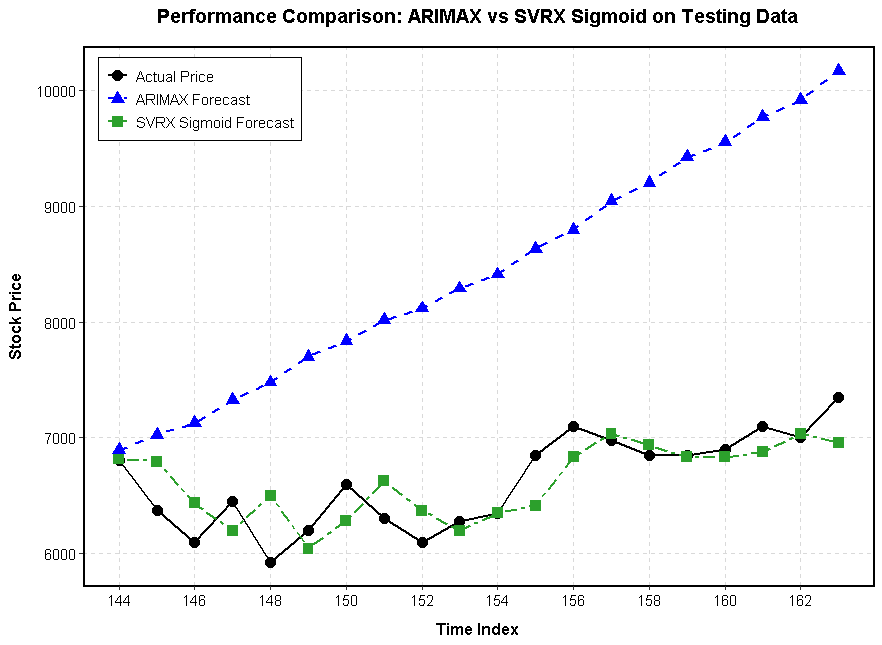 Performance Comparison: ARIMAX vs SVRX Sigmoid on Testing Data
Actual Price
ARIMAX Forecast
SVRX Sigmoid Forecast
10000
9000
8000
7000
6000
Stock Price
144 146 148 150 152 154 156 158 160 162
Time Index